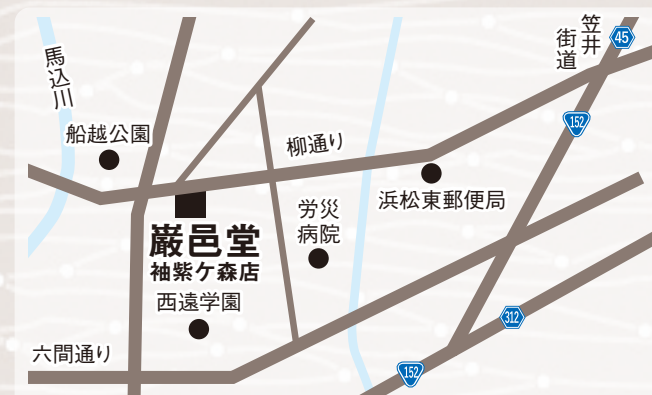 馬込川
船越公園
柳通り
笠井
街道
45
152
浜松東郵便局
労災
病院
巌邑堂
袖紫ケ森店
西遠学園
六間通り
312
152